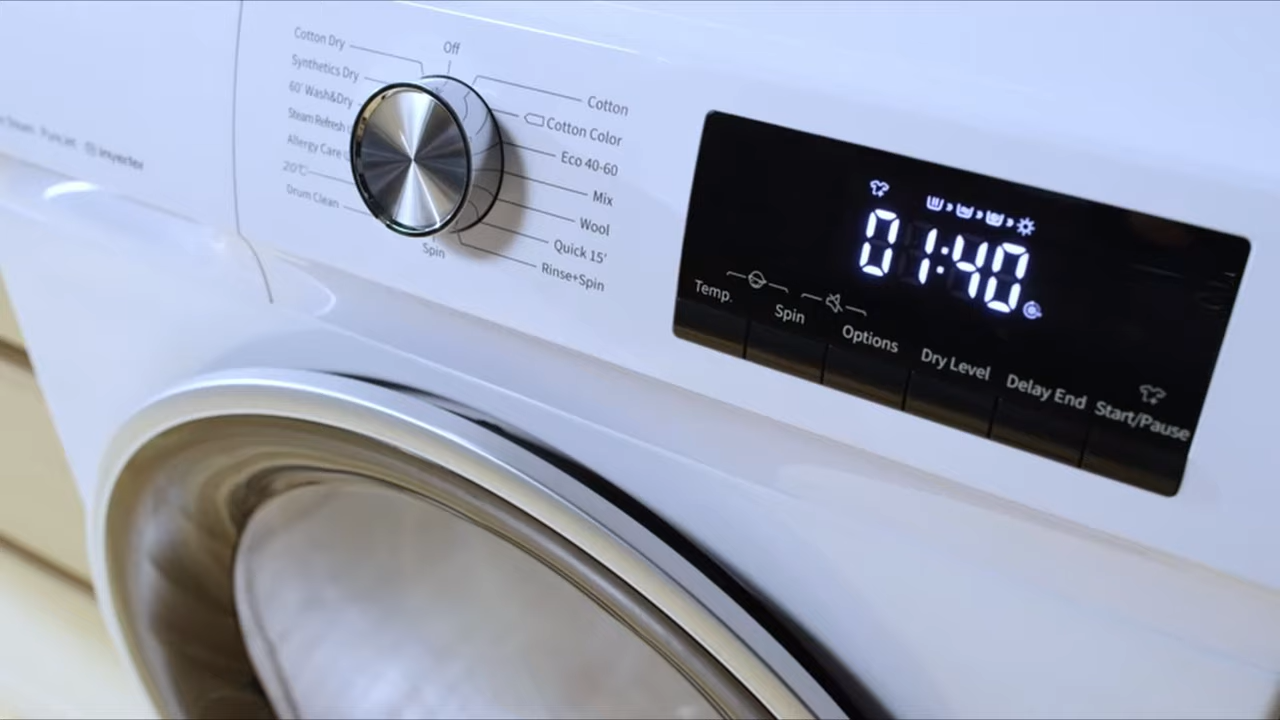 Off
Cotton Dry
Synthetics Dry
60' Wash&Dry
Steam Refresh
Allergy Care
20℃
Drum Clean
Spin
Cotton
Cotton Color
Eco 40-60
Mix
Wool
Quick 15'
Rinse+Spin
01:40
Temp.
Spin
Options
Dry Level
Delay End
Start/Pause
inverter